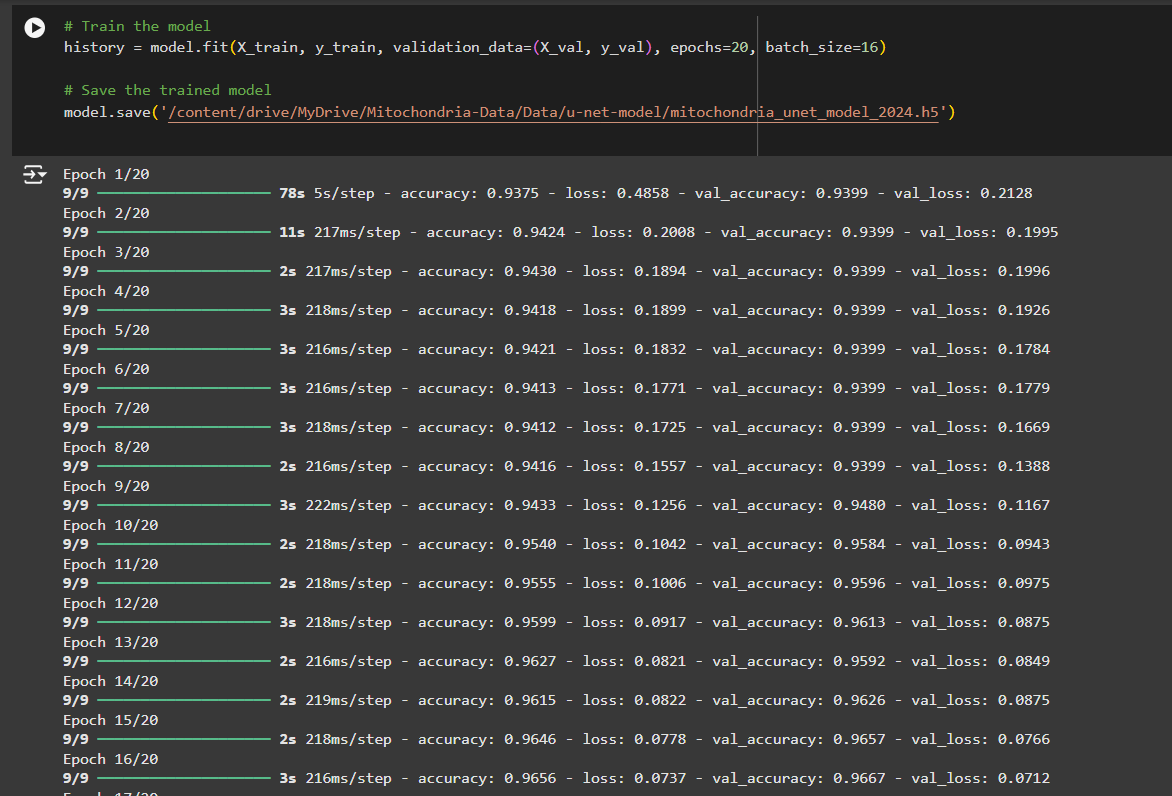 # Train the model
history = model.fit(X_train, y_train, validation_data=(X_val, y_val), epochs=20, batch_size=16)
# Save the trained model
model.save('/content/drive/MyDrive/Mitochondria-Data/Data/u-net-model/mitochondria_unet_model_2024.h5')
Epoch 1/20
9/9 78s 5s/step - accuracy: 0.9375 - loss: 0.4858 - val_accuracy: 0.9399 - val_loss: 0.2128
Epoch 2/20
9/9 11s 217ms/step - accuracy: 0.9424 - loss: 0.2008 - val_accuracy: 0.9399 - val_loss: 0.1995
Epoch 3/20
9/9 2s 217ms/step - accuracy: 0.9430 - loss: 0.1894 - val_accuracy: 0.9399 - val_loss: 0.1996
Epoch 4/20
9/9 3s 218ms/step - accuracy: 0.9418 - loss: 0.1899 - val_accuracy: 0.9399 - val_loss: 0.1926
Epoch 5/20
9/9 3s 216ms/step - accuracy: 0.9421 - loss: 0.1832 - val_accuracy: 0.9399 - val_loss: 0.1784
Epoch 6/20
9/9 3s 216ms/step - accuracy: 0.9413 - loss: 0.1771 - val_accuracy: 0.9399 - val_loss: 0.1779
Epoch 7/20
9/9 3s 218ms/step - accuracy: 0.9412 - loss: 0.1725 - val_accuracy: 0.9399 - val_loss: 0.1669
Epoch 8/20
9/9 2s 216ms/step - accuracy: 0.9416 - loss: 0.1557 - val_accuracy: 0.9399 - val_loss: 0.1388
Epoch 9/20
9/9 3s 222ms/step - accuracy: 0.9433 - loss: 0.1256 - val_accuracy: 0.9480 - val_loss: 0.1167
Epoch 10/20
9/9 2s 218ms/step - accuracy: 0.9540 - loss: 0.1042 - val_accuracy: 0.9584 - val_loss: 0.0943
Epoch 11/20
9/9 2s 218ms/step - accuracy: 0.9555 - loss: 0.1006 - val_accuracy: 0.9596 - val_loss: 0.0975
Epoch 12/20
9/9 3s 218ms/step - accuracy: 0.9599 - loss: 0.0917 - val_accuracy: 0.9613 - val_loss: 0.0875
Epoch 13/20
9/9 2s 216ms/step - accuracy: 0.9627 - loss: 0.0821 - val_accuracy: 0.9592 - val_loss: 0.0849
Epoch 14/20
9/9 2s 219ms/step - accuracy: 0.9615 - loss: 0.0822 - val_accuracy: 0.9626 - val_loss: 0.0875
Epoch 15/20
9/9 2s 218ms/step - accuracy: 0.9646 - loss: 0.0778 - val_accuracy: 0.9657 - val_loss: 0.0766
Epoch 16/20
9/9 3s 216ms/step - accuracy: 0.9656 - loss: 0.0737 - val_accuracy: 0.9667 - val_loss: 0.0712
Epoch 17/20